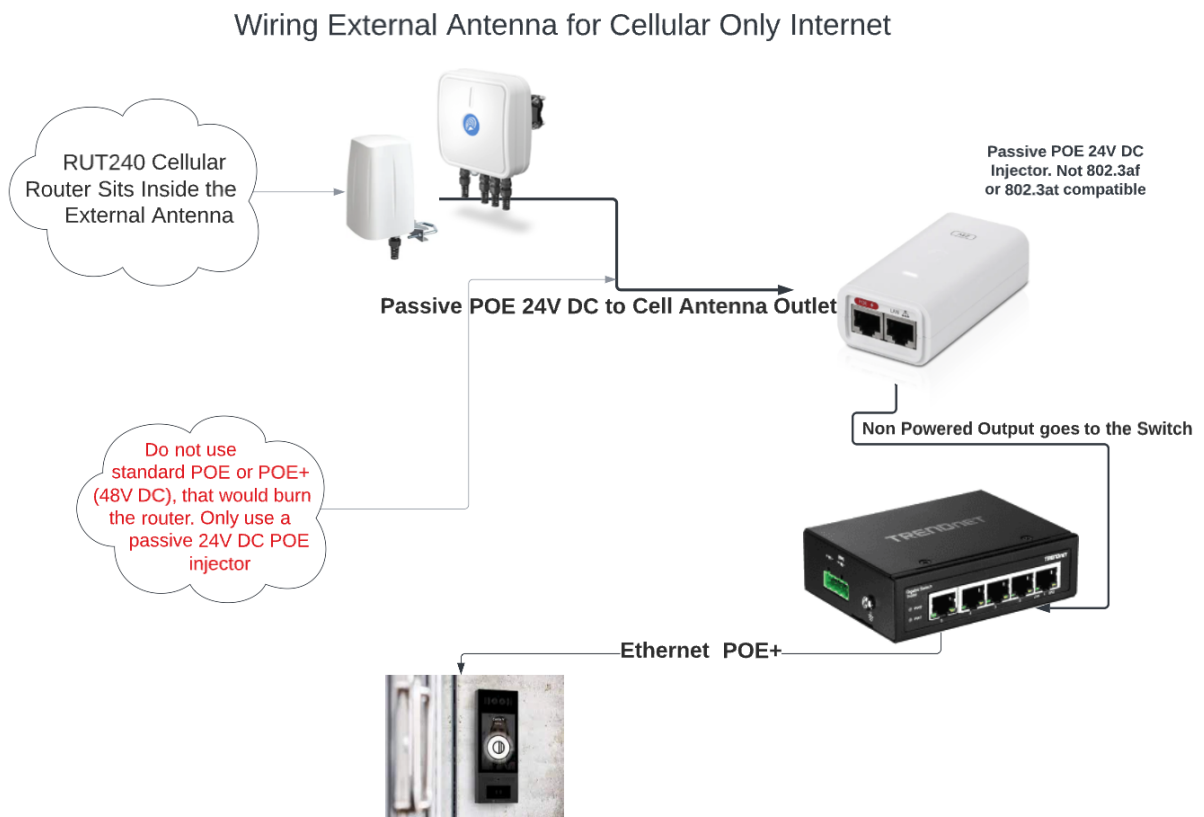 Wiring External Antenna for Cellular Only Internet
RUT240 Cellular
Router Sits Inside the
External Antenna
Passive POE 24V DC
Injector. Not 802.3af
or 802.3at compatible
Passive POE 24V DC to Cell Antenna Outlet
LAN
Do not use
standard POE or POE+
(48V DC), that would burn
the router. Only use a
passive 24V DC POE
injector
Non Powered Output goes to the Switch
TRENDNET
TRENDNET
Ethernet POE+